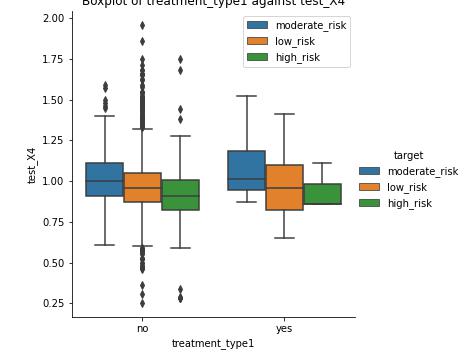 Boxplot of treatment_type1 against test_X4
moderate_risk
low_risk
high_risk
2.00
1.75
1.50
1.25
1.00
0.75
0.50
0.25
test_X4
no
yes
treatment_type1
target
moderate_risk
low_risk
high_risk